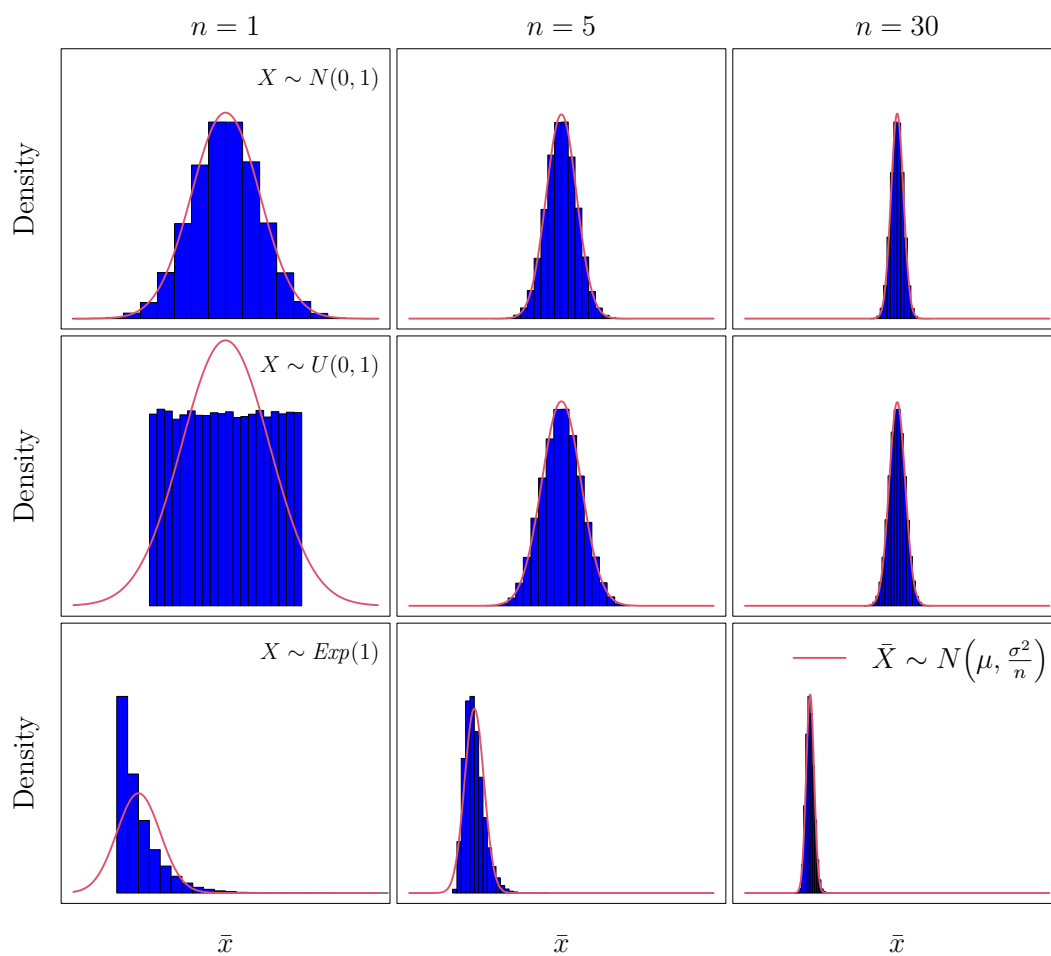 n = 1
n = 5
n = 30
Density
X ∼ N(0, 1)
Density
X ∼ U(0, 1)
Density
X ∼ Exp(1)
X̄ ∼ N(μ, σ²/n)
x̄
x̄
x̄